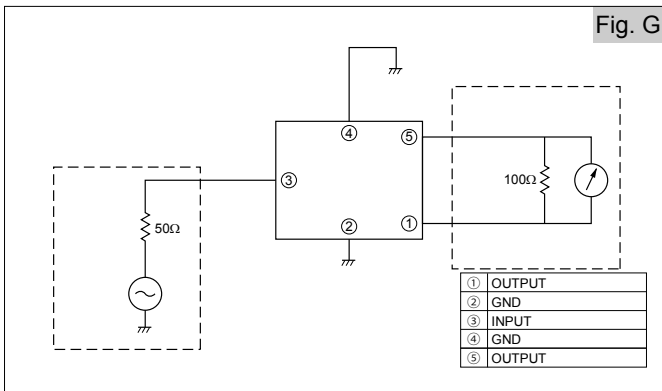 Fig. G
④
⑤
③
100Ω
50Ω
②
①
① OUTPUT
② GND
③ INPUT
④ GND
⑤ OUTPUT